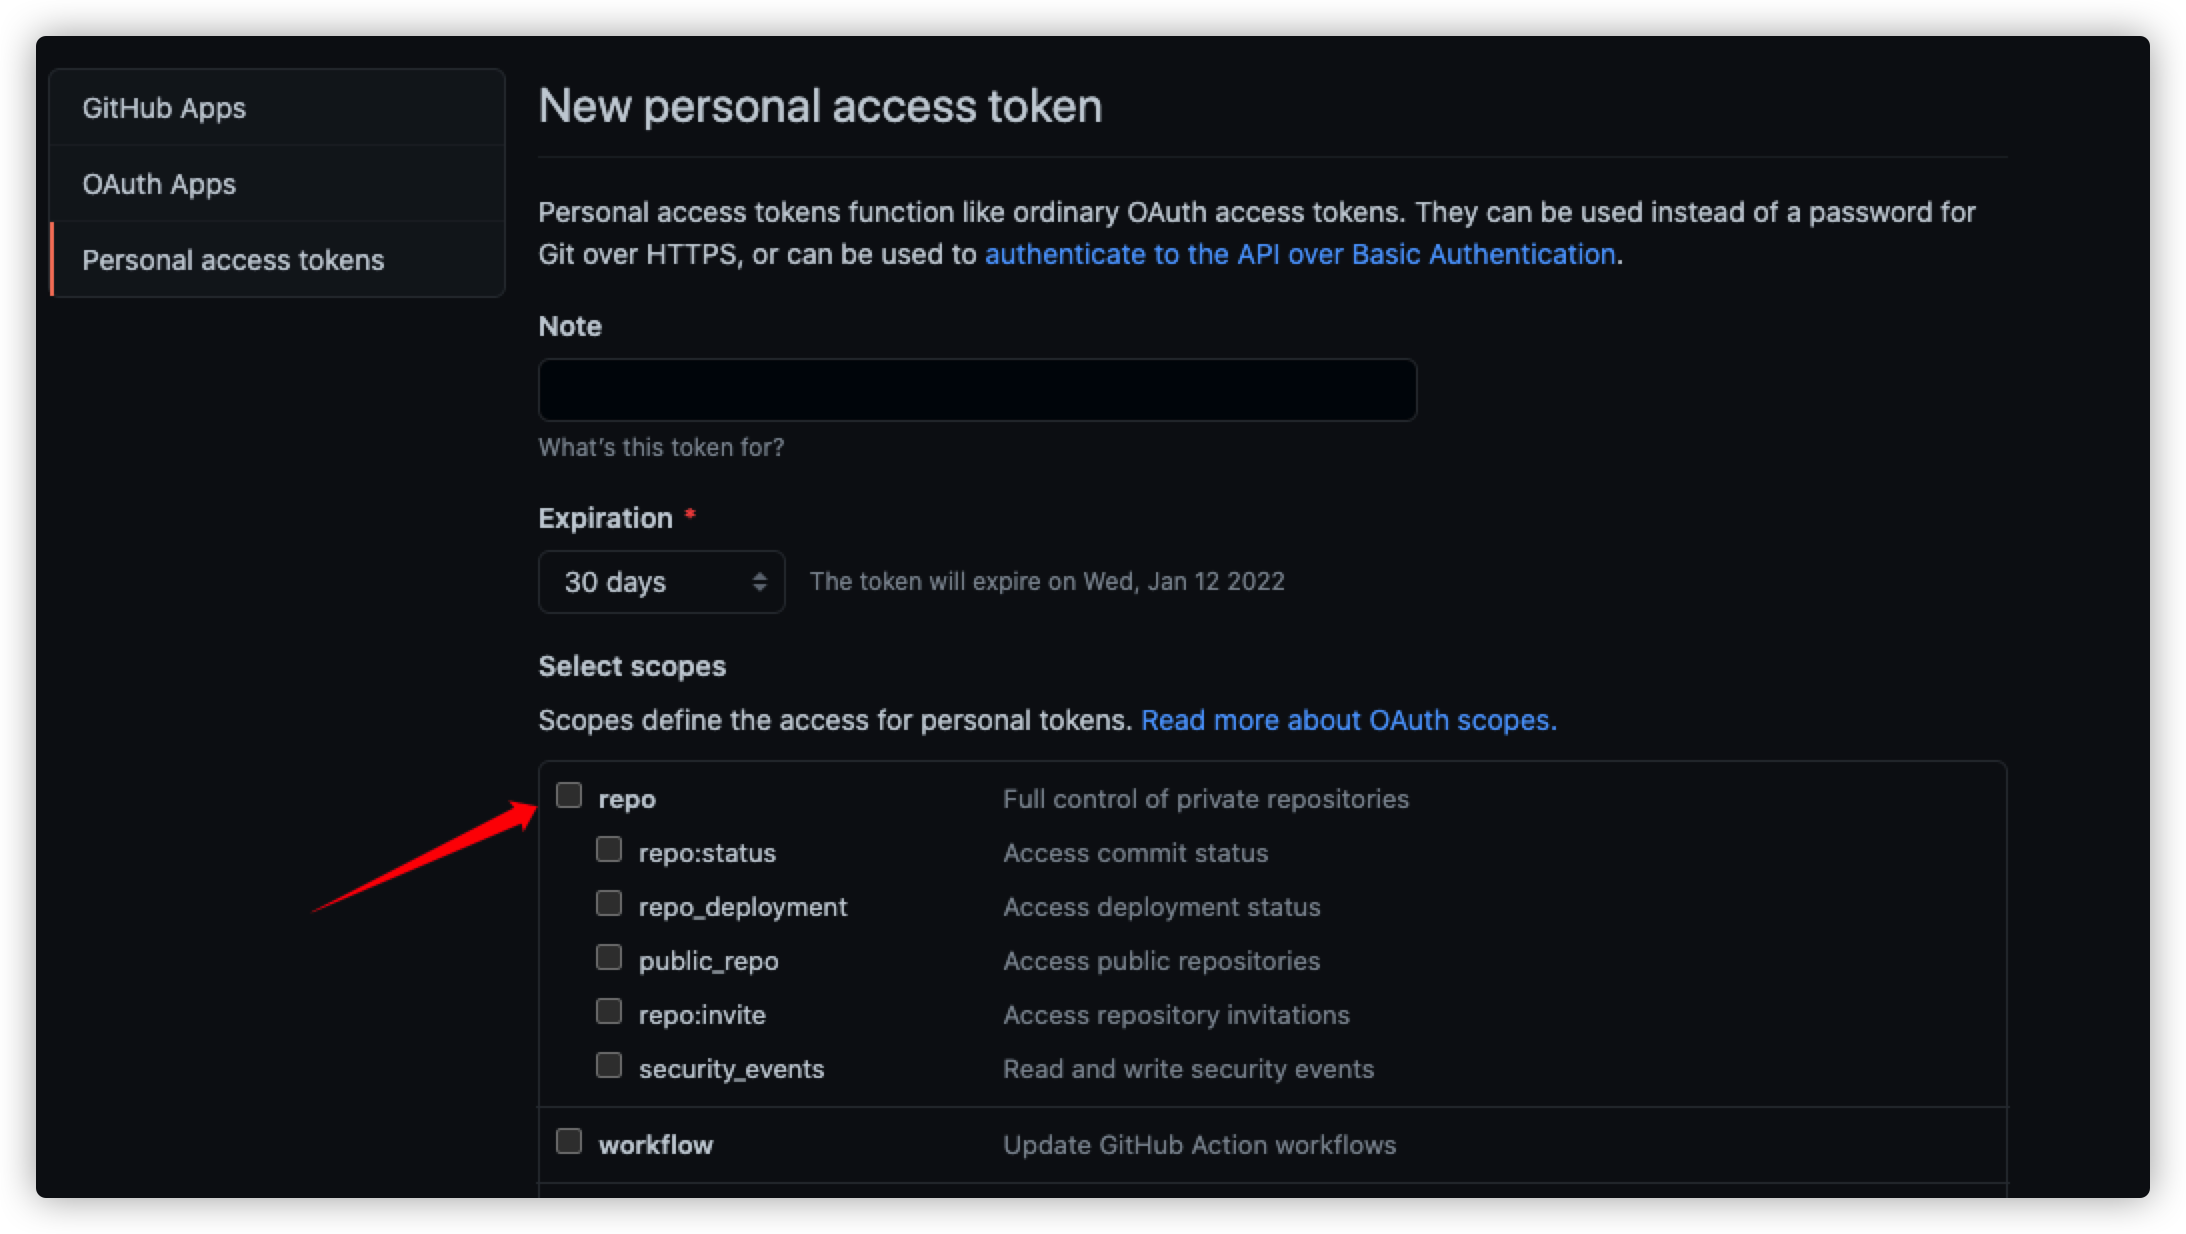 GitHub Apps
OAuth Apps
Personal access tokens
New personal access token
Personal access tokens function like ordinary OAuth access tokens. They can be used instead of a password for
Git over HTTPS, or can be used to authenticate to the API over Basic Authentication.
Note
What's this token for?
Expiration *
30 days
The token will expire on Wed, Jan 12 2022
Select scopes
Scopes define the access for personal tokens. Read more about OAuth scopes.
repo Full control of private repositories
repo:status Access commit status
repo_deployment Access deployment status
public_repo Access public repositories
repo:invite Access repository invitations
security_events Read and write security events
workflow Update GitHub Action workflows